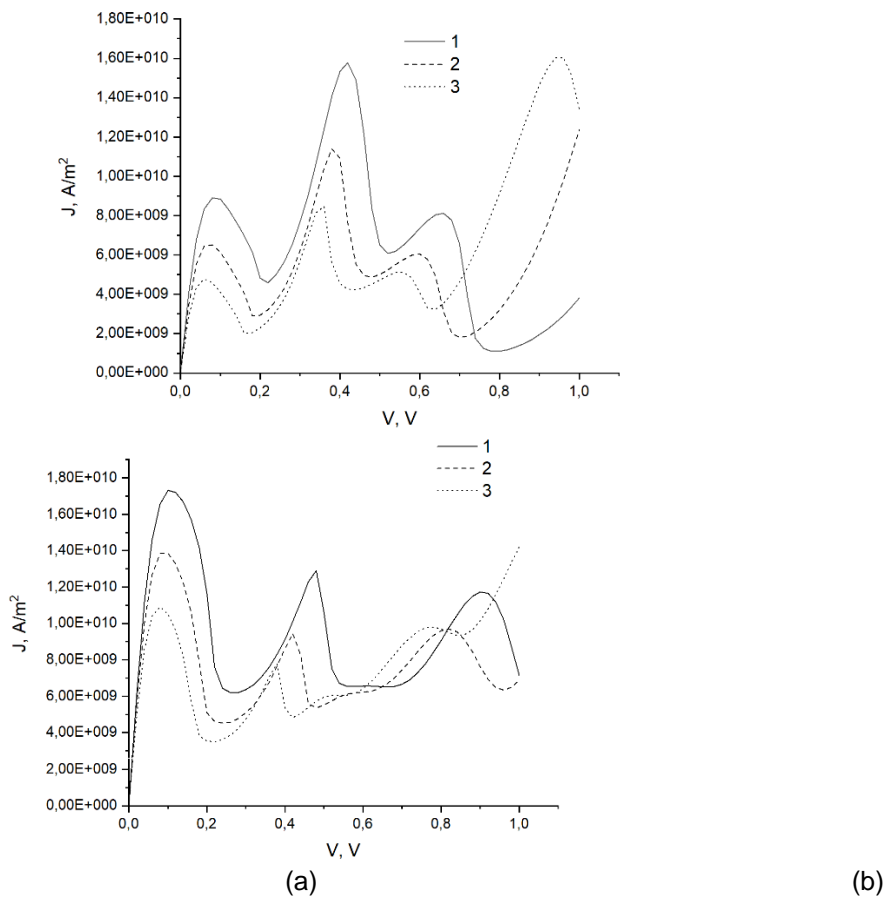 1,80E+010
1,60E+010
1,40E+010
1,20E+010
1,00E+010
8,00E+009
6,00E+009
4,00E+009
2,00E+009
0,00E+000
J, A/m²
1
2
3
0,0 0,2 0,4 0,6 0,8 1,0
V, V
1
2
3
1,80E+010
1,60E+010
1,40E+010
1,20E+010
1,00E+010
8,00E+009
6,00E+009
4,00E+009
2,00E+009
0,00E+000
J, A/m²
0,0 0,2 0,4 0,6 0,8 1,0
V, V
(a) (b)